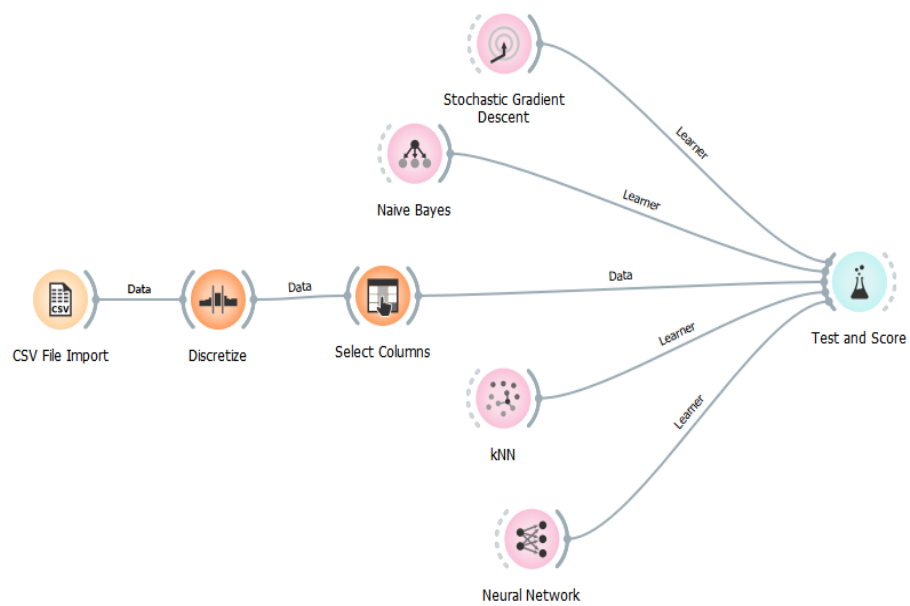 Stochastic Gradient
Descent
Learner
Naive Bayes
Learner
CSV
CSV File Import
Data
Discretize
Data
Select Columns
Data
Test and Score
Learner
kNN
Learner
Neural Network